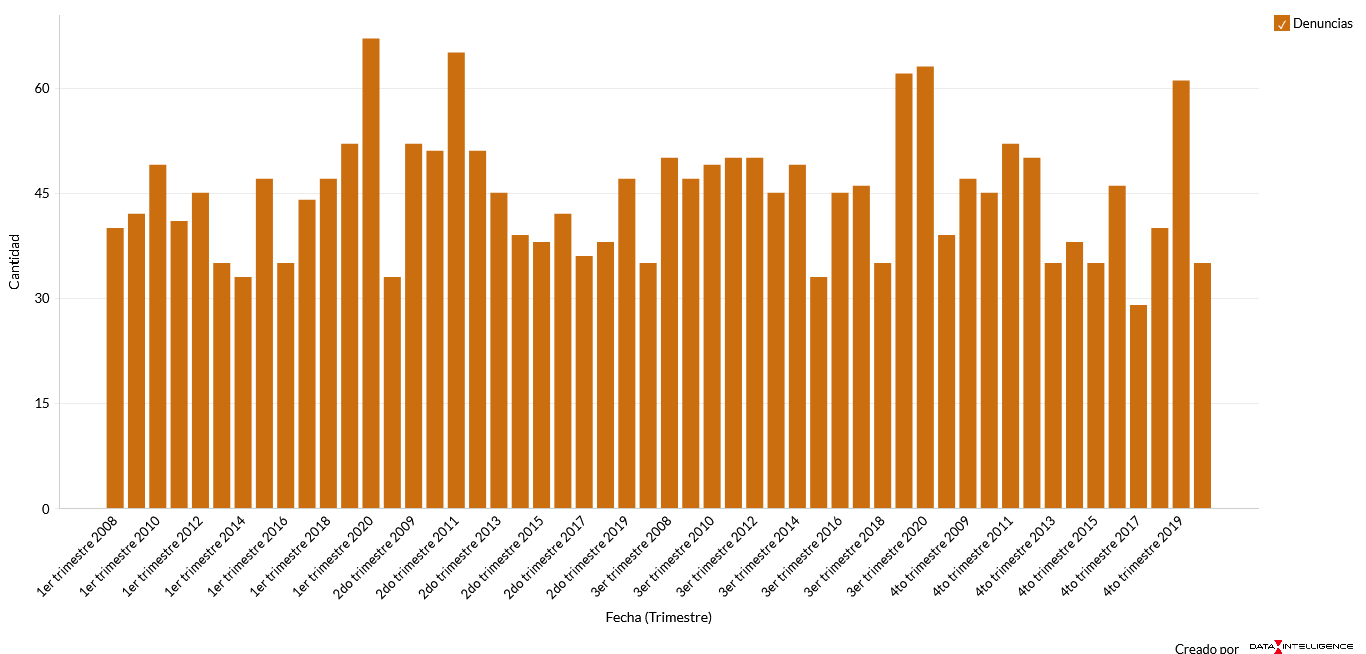 ✓ Denuncias
60
45
30
15
0
Cantidad
1er trimestre 2008
1er trimestre 2010
1er trimestre 2012
1er trimestre 2014
1er trimestre 2016
1er trimestre 2018
1er trimestre 2020
2do trimestre 2009
2do trimestre 2011
2do trimestre 2013
2do trimestre 2015
2do trimestre 2017
2do trimestre 2019
3er trimestre 2008
3er trimestre 2010
3er trimestre 2012
3er trimestre 2014
3er trimestre 2016
3er trimestre 2018
3er trimestre 2020
4to trimestre 2009
4to trimestre 2011
4to trimestre 2013
4to trimestre 2015
4to trimestre 2017
4to trimestre 2019
Fecha (Trimestre)
Creado por DATA INTELLIGENCE